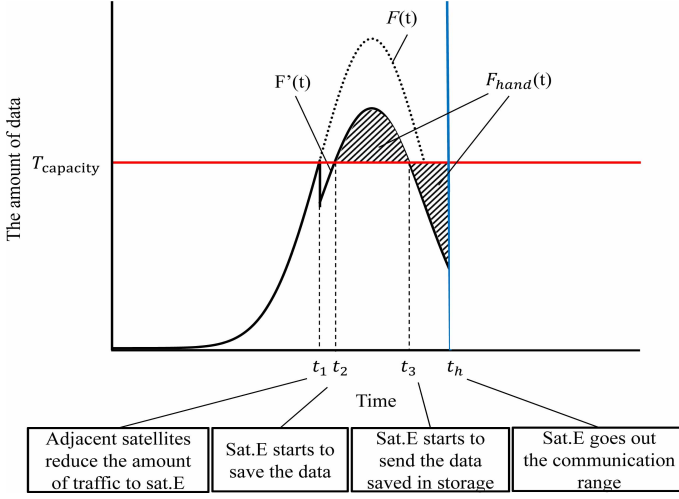 F(t)
F'(t)
F_hand(t)
T_capacity
The amount of data
t_1 t_2 t_3 t_h
Time
Adjacent satellites
reduce the amount
of traffic to sat.E
Sat.E starts to
save the data
Sat.E starts to
send the data
saved in storage
Sat.E goes out
the communication
range